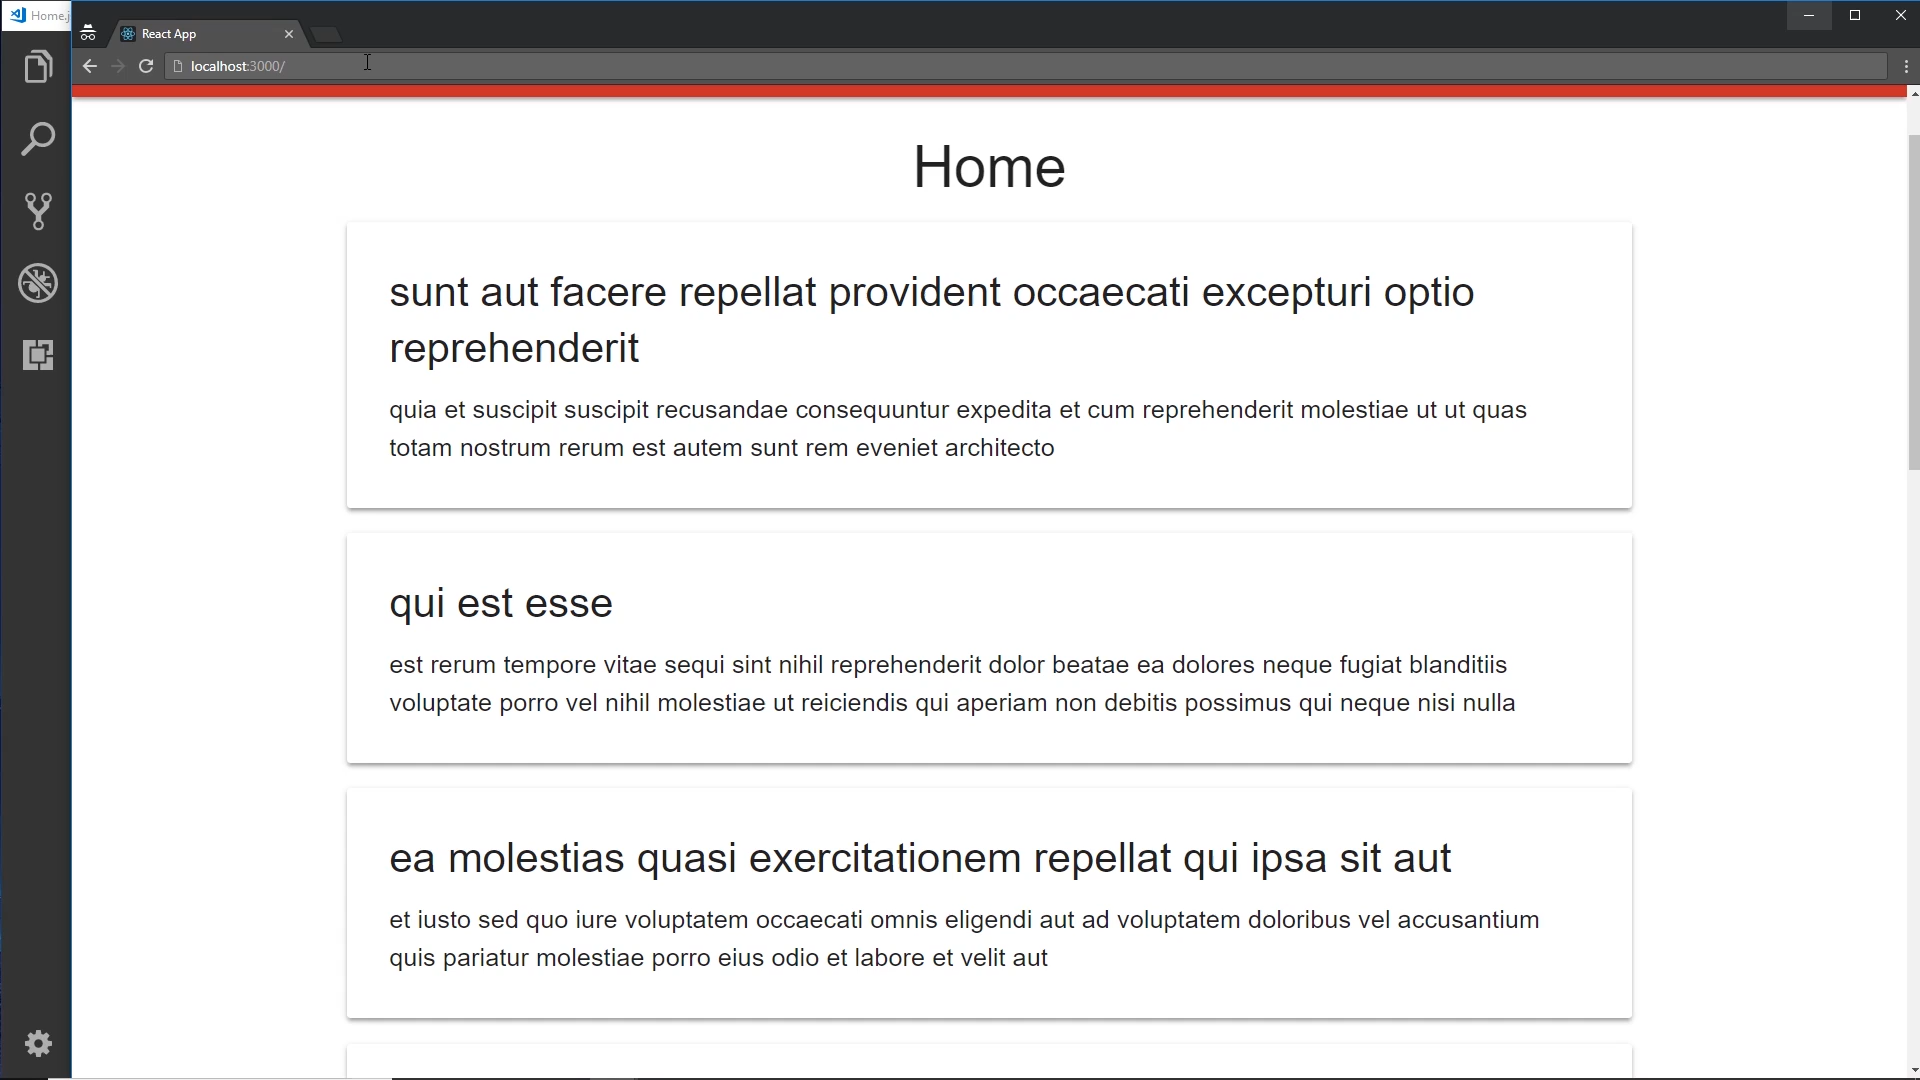 Home.j
React App
localhost:3000/
Home
sunt aut facere repellat provident occaecati excepturi optio
reprehenderit
quia et suscipit suscipit recusandae consequuntur expedita et cum reprehenderit molestiae ut ut quas
totam nostrum rerum est autem sunt rem eveniet architecto
qui est esse
est rerum tempore vitae sequi sint nihil reprehenderit dolor beatae ea dolores neque fugiat blanditiis
voluptate porro vel nihil molestiae ut reiciendis qui aperiam non debitis possimus qui neque nisi nulla
ea molestias quasi exercitationem repellat qui ipsa sit aut
et iusto sed quo iure voluptatem occaecati omnis eligendi aut ad voluptatem doloribus vel accusantium
quis pariatur molestiae porro eius odio et labore et velit aut